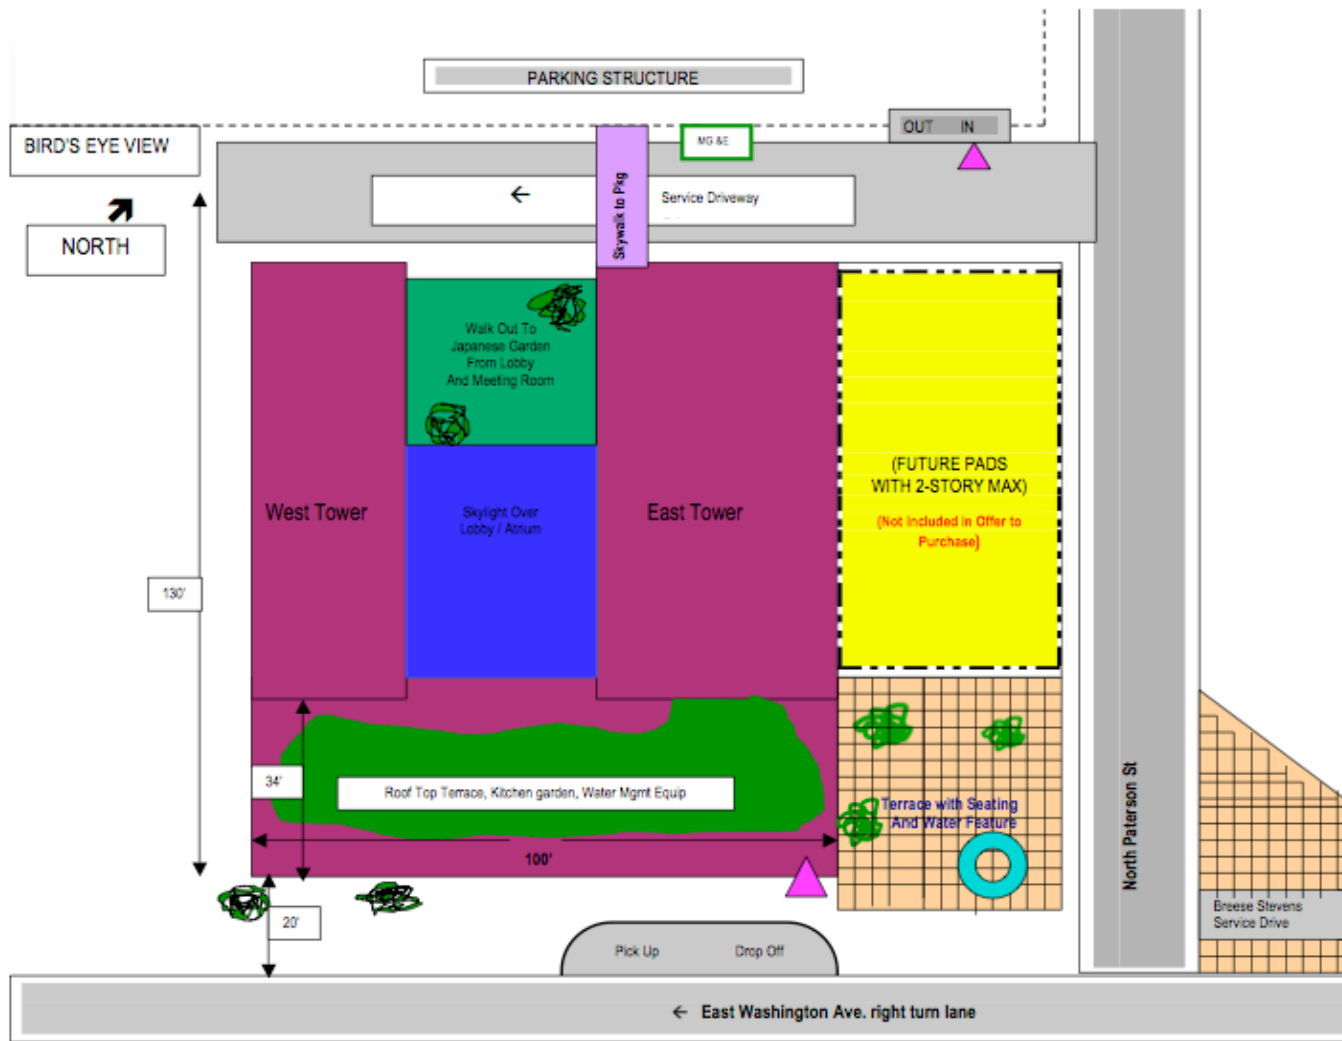 PARKING STRUCTURE
OUT IN
BIRD'S EYE VIEW
MG &E
Skywalk to Pkg
Service Driveway
NORTH
Walk Out To
Japanese Garden
From Lobby
And Meeting Room
(FUTURE PADS
WITH 2-STORY MAX)
(Not Included in Offer to
Purchase)
West Tower
Skylight Over
Lobby / Atrium
East Tower
130'
34'
Roof Top Terrace, Kitchen garden, Water Mgmt Equip
Terrace with Seating
And Water Feature
100'
North Paterson St
Breese Stevens
Service Drive
20'
Pick Up Drop Off
← East Washington Ave. right turn lane